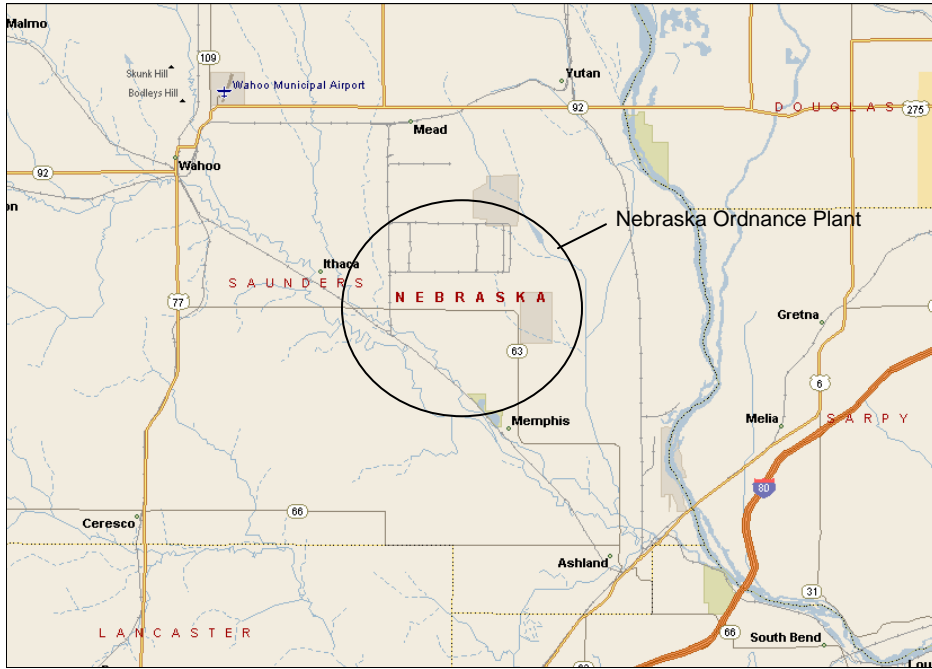 Malmo
109
Skunk Hill
Bodleys Hill
Wahoo Municipal Airport
Yutan
92
DOUGLAS
275
Mead
Wahoo
92
on
Nebraska Ordnance Plant
Ithaca
SAUNDERS
NEBRASKA
77
Gretna
63
6
Memphis
Melia
SARPY
80
66
Ceresco
Ashland
31
LANCASTER
66
South Bend